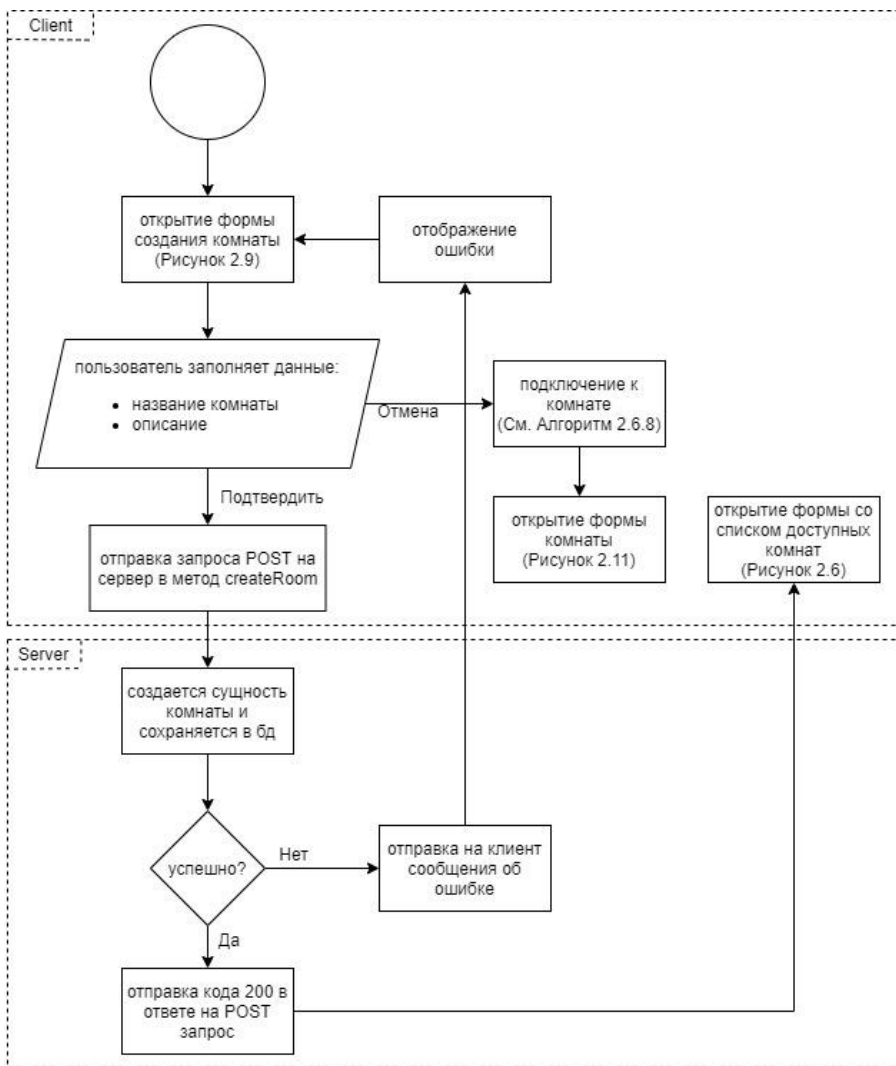 Client
открытие формы
создания комнаты
(Рисунок 2.9)
отображение
ошибки
пользователь заполняет данные:
• название комнаты
• описание
Отмена
подключение к
комнате
(См. Алгоритм 2.6.8)
Подтвердить
открытие формы
комнаты
(Рисунок 2.11)
открытие формы со
списком доступных
комнат
(Рисунок 2.6)
отправка запроса POST на
сервер в метод createRoom
Server
создается сущность
комнаты и
сохраняется в бд
успешно?
Нет
отправка на клиент
сообщения об
ошибке
Да
отправка кода 200 в
ответе на POST
запрос